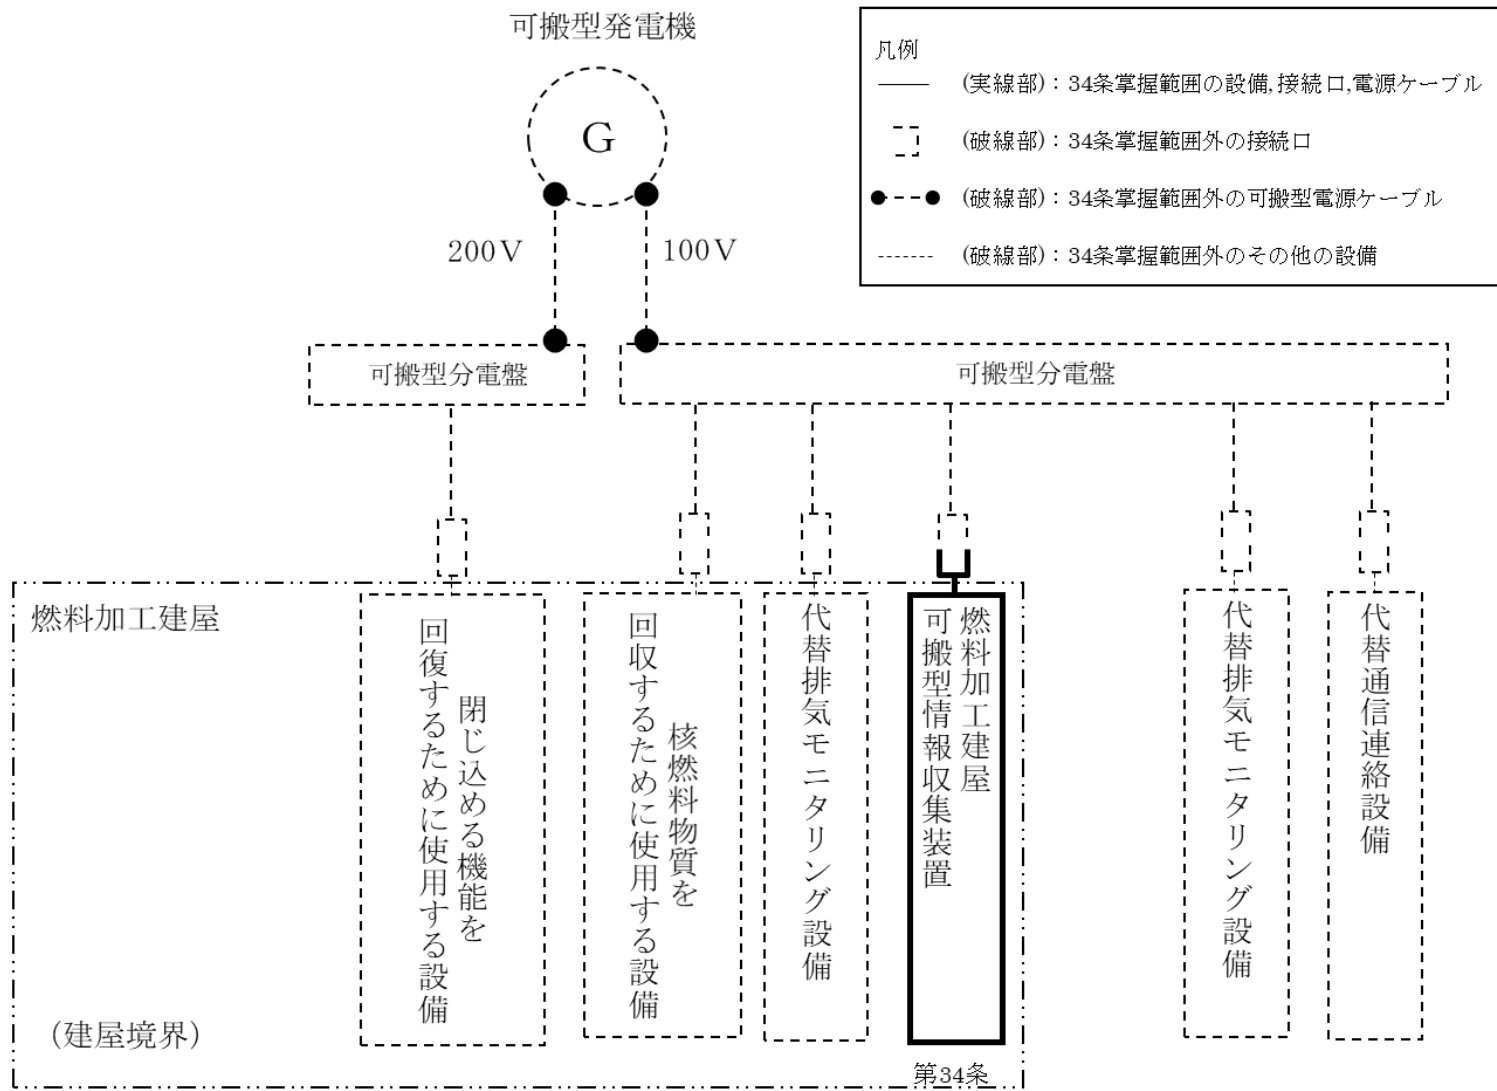 可搬型発電機
G
200V
100V
凡例
(実線部)：34条掌握範囲の設備,接続口,電源ケーブル
(破線部)：34条掌握範囲外の接続口
(破線部)：34条掌握範囲外の可搬型電源ケーブル
(破線部)：34条掌握範囲外のその他の設備
可搬型分電盤
可搬型分電盤
燃料加工建屋
閉じ込める機能を
回復するために使用する設備
核燃料物質を
回収するために使用する設備
代替排気モニタリング設備
燃料加工建屋
可搬型情報収集装置
代替排気モニタリング設備
代替通信連絡設備
(建屋境界)
第34条